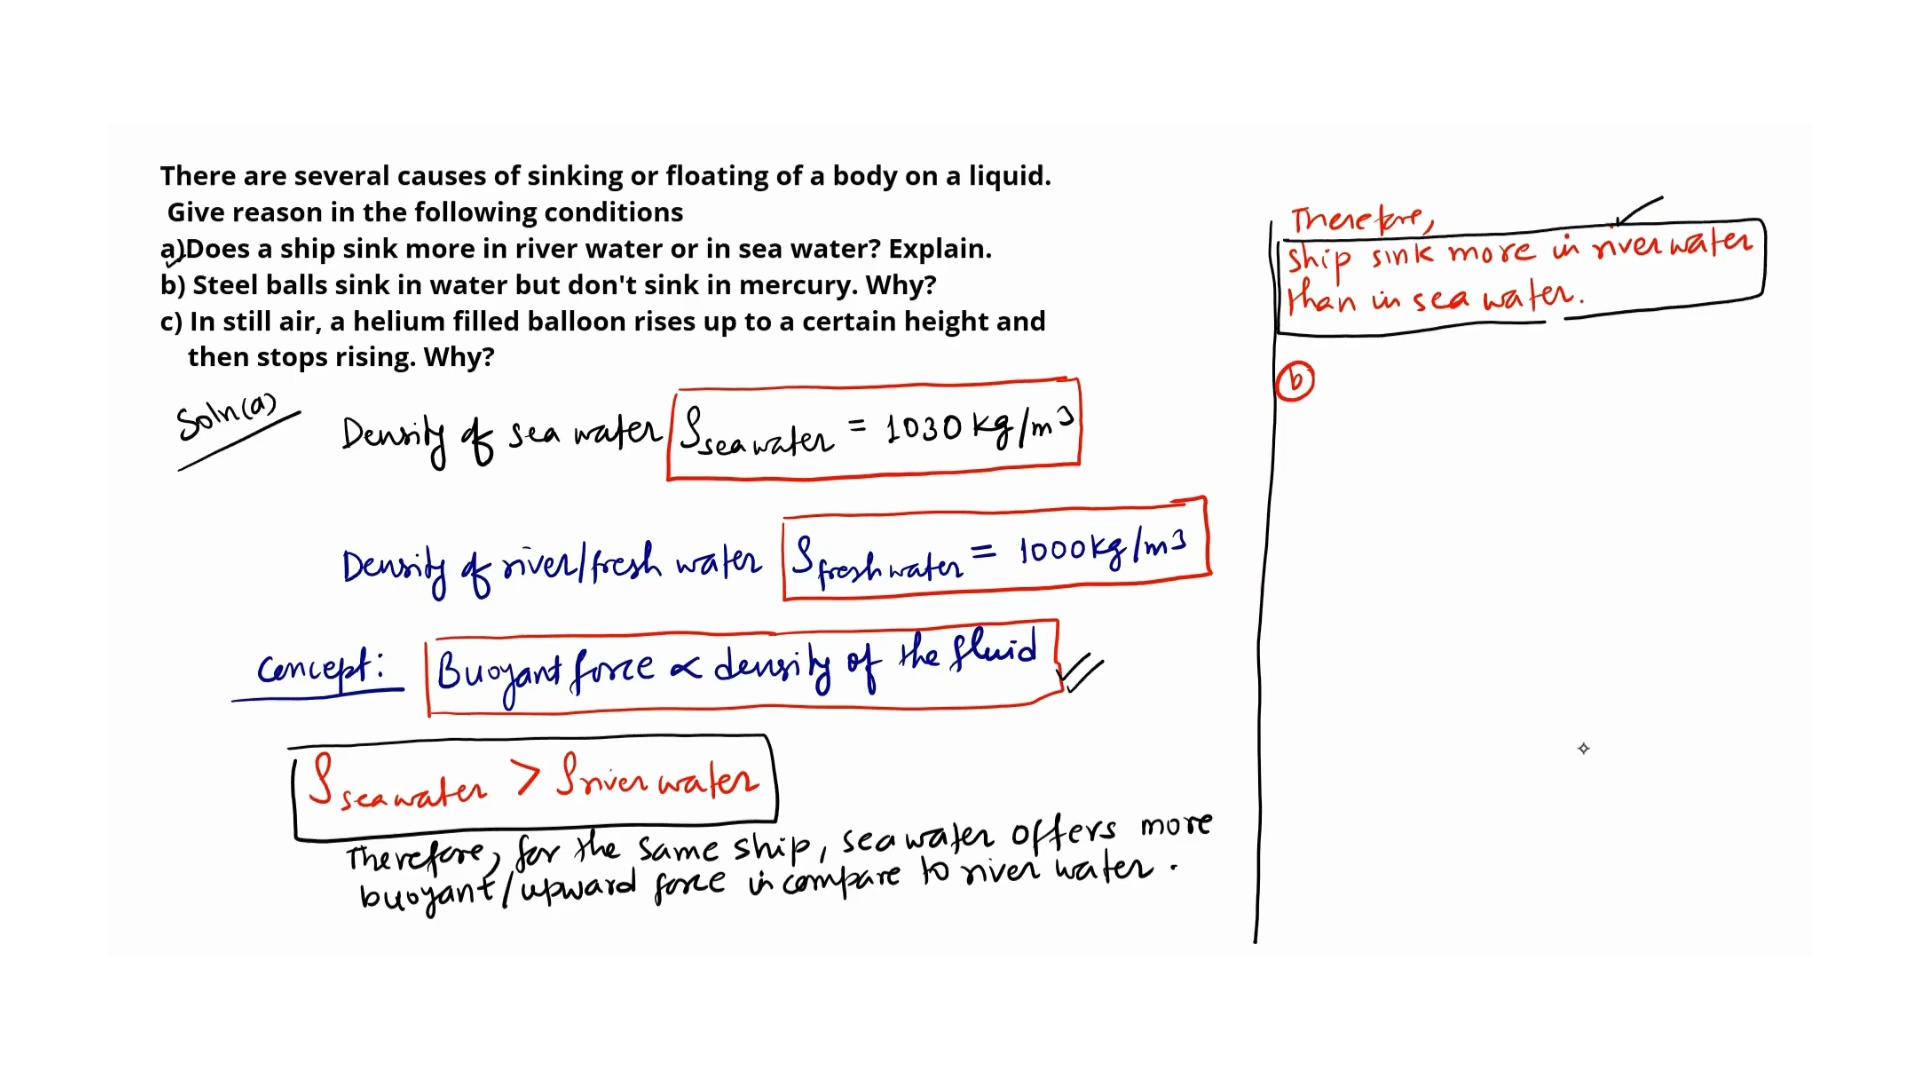 There are several causes of sinking or floating of a body on a liquid.
Give reason in the following conditions
a)Does a ship sink more in river water or in sea water? Explain.
b) Steel balls sink in water but don't sink in mercury. Why?
c) In still air, a helium filled balloon rises up to a certain height and
then stops rising. Why?
Soln(a)
Density of sea water ρsea water = 1030 kg/m³
Density of river/fresh water ρfresh water = 1000 kg/m³
Concept: Buoyant force ∝ density of the fluid
ρsea water > ρriver water
Therefore, for the same ship, sea water offers more
buoyant/upward force in compare to river water.
Therefore,
ship sink more in river water
than in sea water.
b